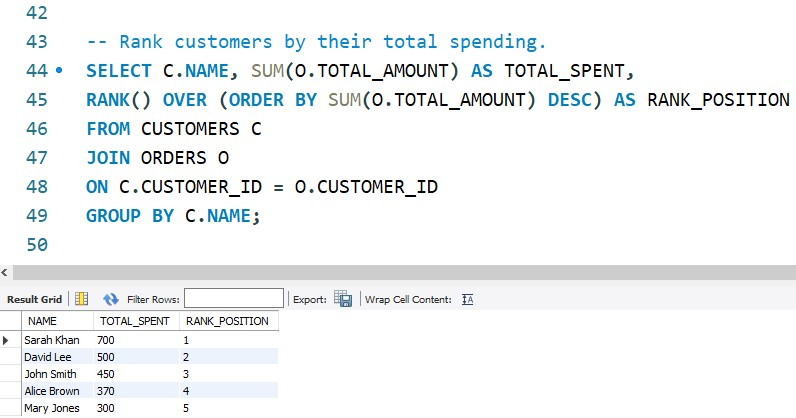 42
43 -- Rank customers by their total spending.
44 SELECT C.NAME, SUM(O.TOTAL_AMOUNT) AS TOTAL_SPENT,
45 RANK() OVER (ORDER BY SUM(O.TOTAL_AMOUNT) DESC) AS RANK_POSITION
46 FROM CUSTOMERS C
47 JOIN ORDERS O
48 ON C.CUSTOMER_ID = O.CUSTOMER_ID
49 GROUP BY C.NAME;
50
Result Grid Filter Rows: Export: Wrap Cell Content: IA
NAME TOTAL_SPENT RANK_POSITION
Sarah Khan 700 1
David Lee 500 2
John Smith 450 3
Alice Brown 370 4
Mary Jones 300 5